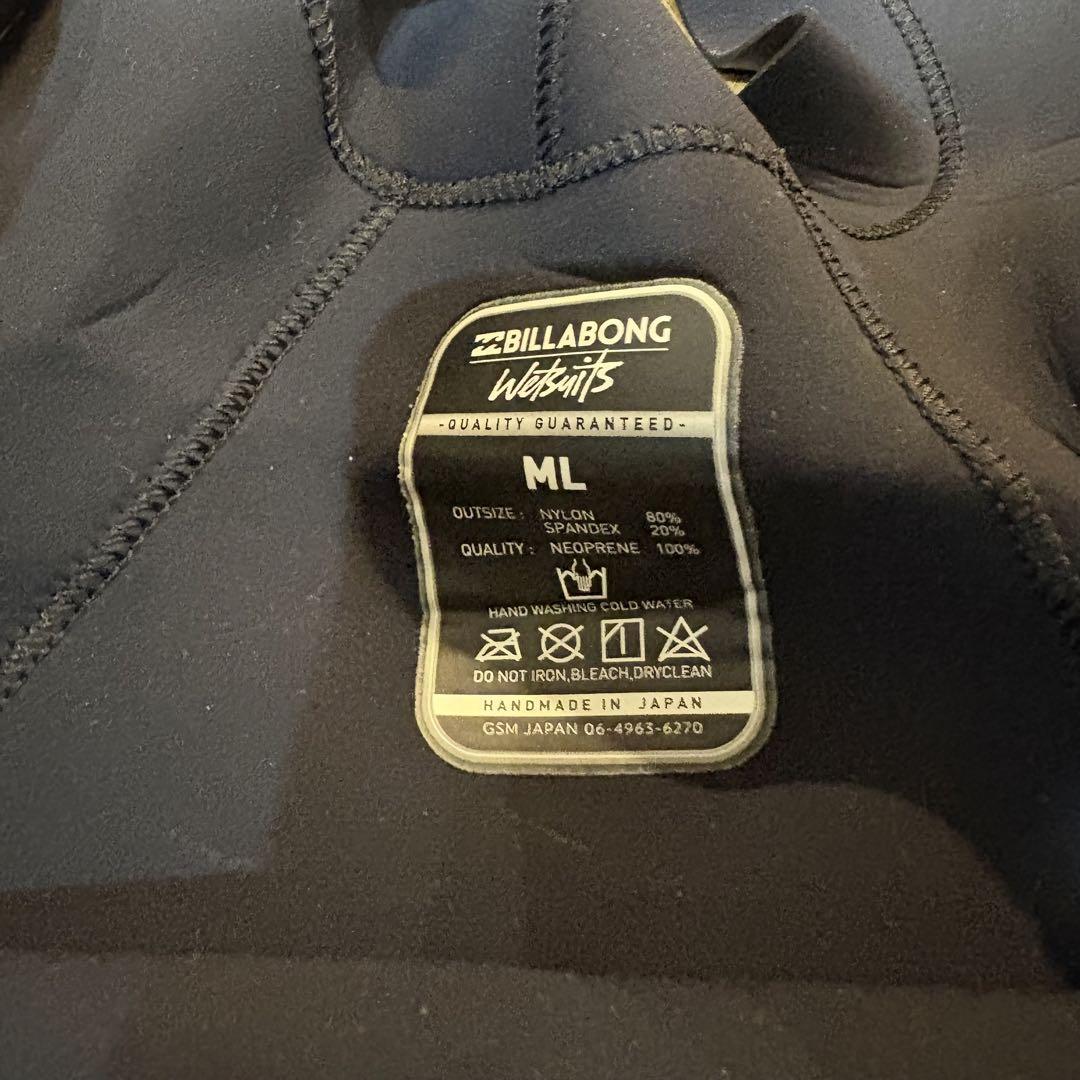 BILLABONG
Wetsuits
-QUALITY GUARANTEED-
ML
OUTSIZE: NYLON 80%
SPANDEX 20%
QUALITY: NEOPRENE 100%
HAND WASHING COLD WATER
DO NOT IRON,BLEACH,DRYCLEAN
HANDMADE IN JAPAN
GSM JAPAN 06-4963-6270